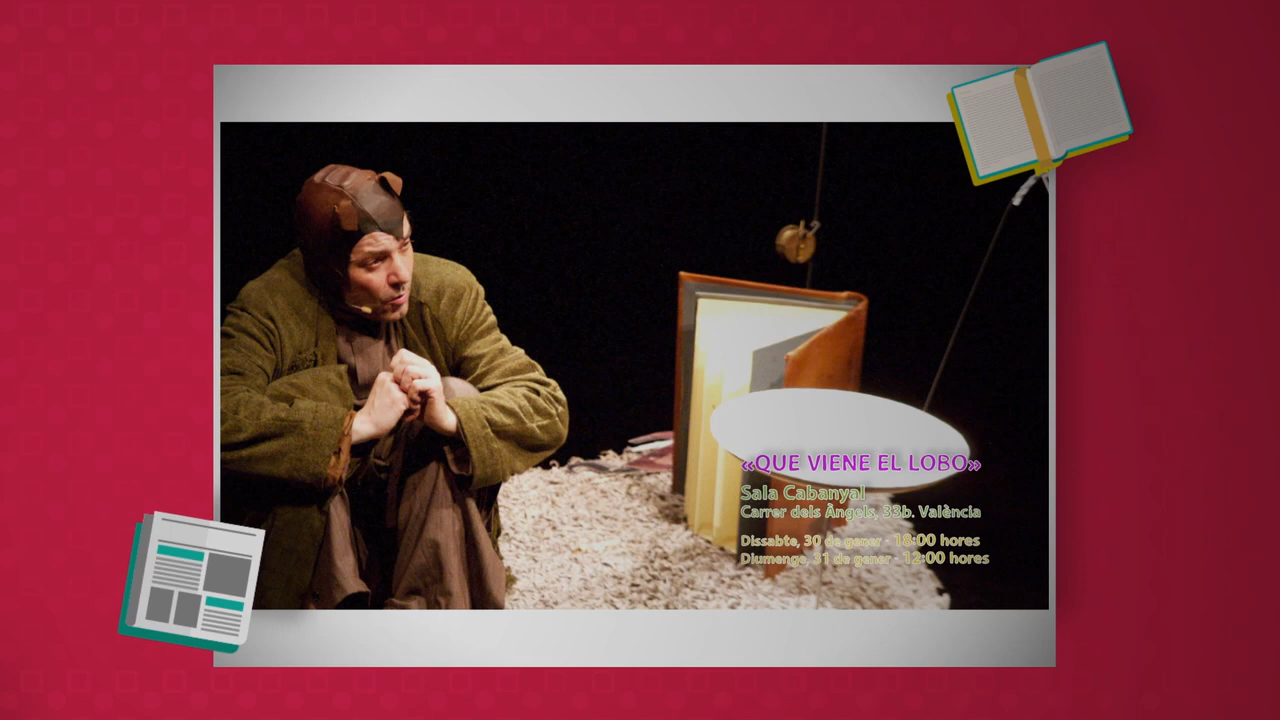 «QUE VIENE EL LOBO»
Sala Cabanyal
Carrer dels Àngels, 33b. València
Dissabte, 30 de gener - 18:00 hores
Diumenge, 31 de gener - 12:00 hores